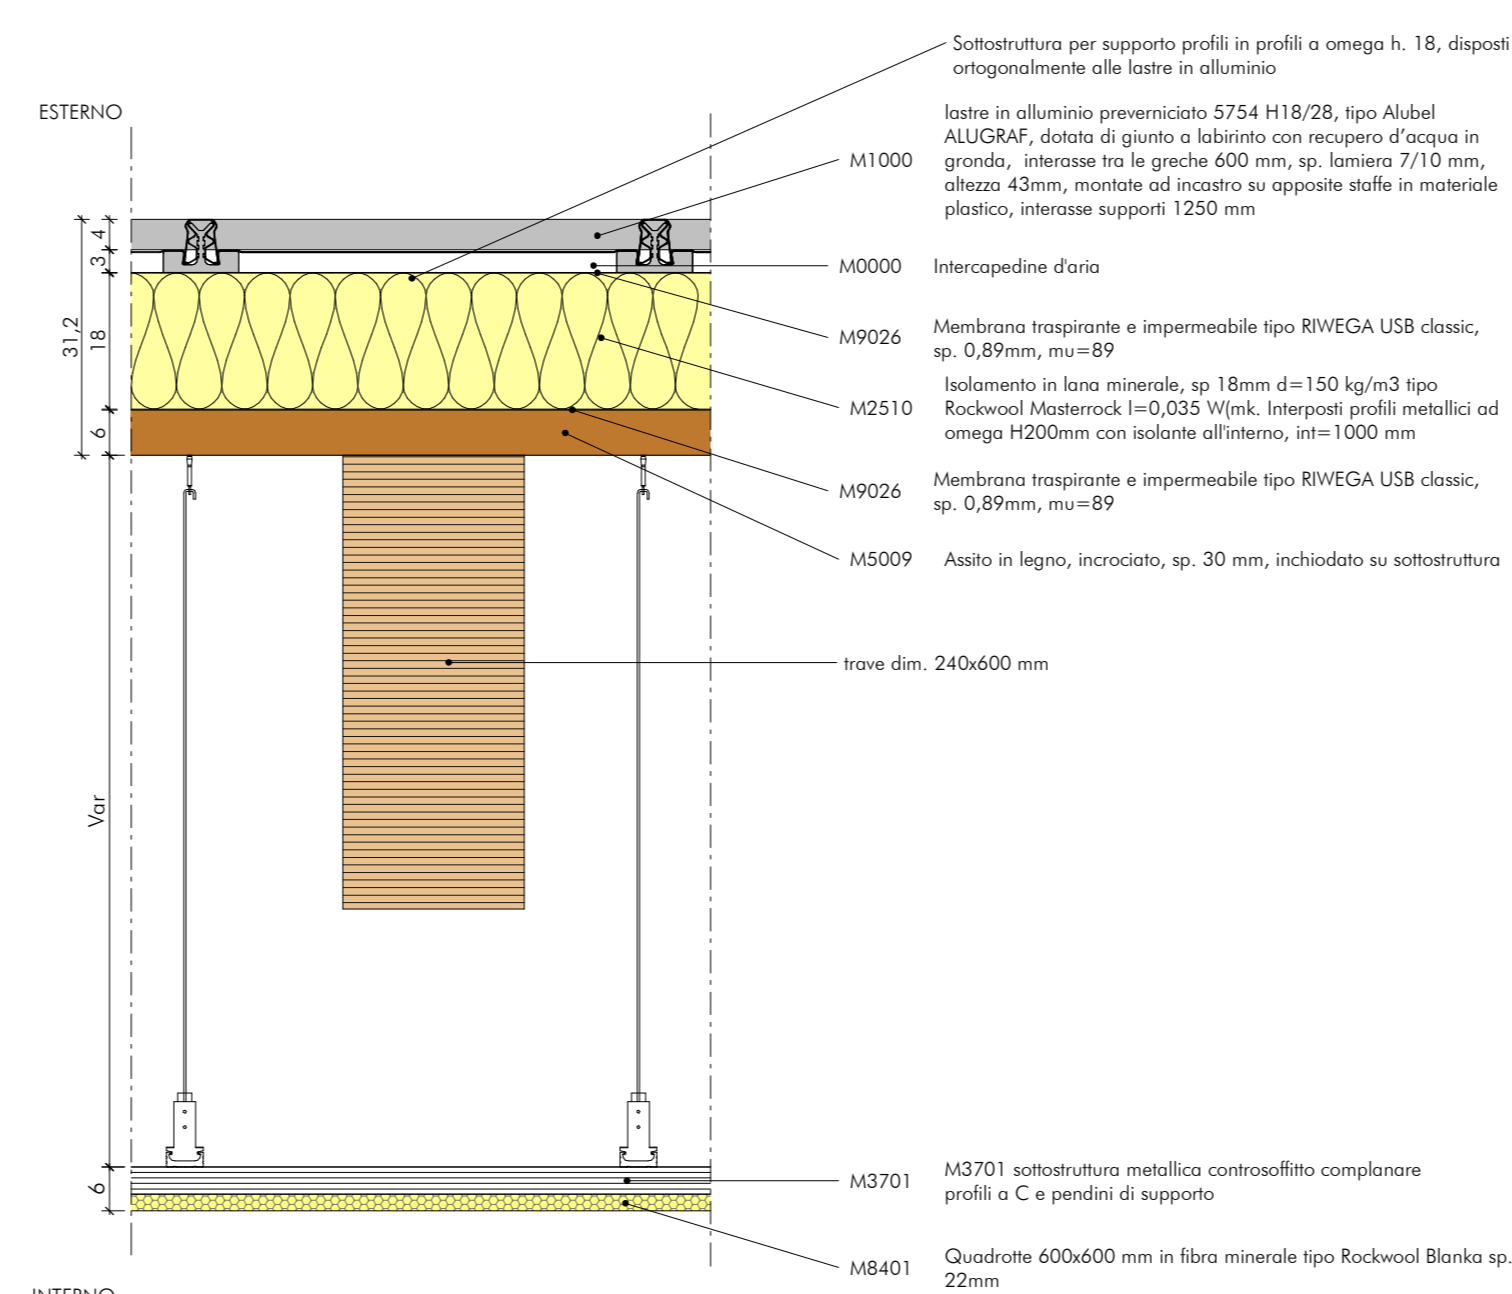 Sottostruttura per supporto profili in profili a omega h. 18, disposti
ortogonalmente alle lastre in alluminio
ESTERNO
M1000
lastre in alluminio preverniciato 5754 H18/28, tipo Alubel
ALUGRAF, dotata di giunto a labirinto con recupero d'acqua in
gronda, interasse tra le greche 600 mm, sp. lamiera 7/10 mm,
altezza 43mm, montate ad incastro su apposite staffe in materiale
plastico, interasse supporti 1250 mm
4
3
M0000 Intercapedine d'aria
31,2
18
M9026
Membrana traspirante e impermeabile tipo RIWEGA USB classic,
sp. 0,89mm, mu=89
M2510
Isolamento in lana minerale, sp 18mm d=150 kg/m3 tipo
Rockwool Masterrock l=0,035 W(mk. Interposti profili metallici ad
omega H200mm con isolante all'interno, int=1000 mm
6
M9026
Membrana traspirante e impermeabile tipo RIWEGA USB classic,
sp. 0,89mm, mu=89
M5009 Assito in legno, incrociato, sp. 30 mm, inchiodato su sottostruttura
trave dim. 240x600 mm
Var
6
M3701
M3701 sottostruttura metallica controsoffitto complanare
profili a C e pendini di supporto
M8401
Quadrotte 600x600 mm in fibra minerale tipo Rockwool Blanka sp.
22mm
INTERNO